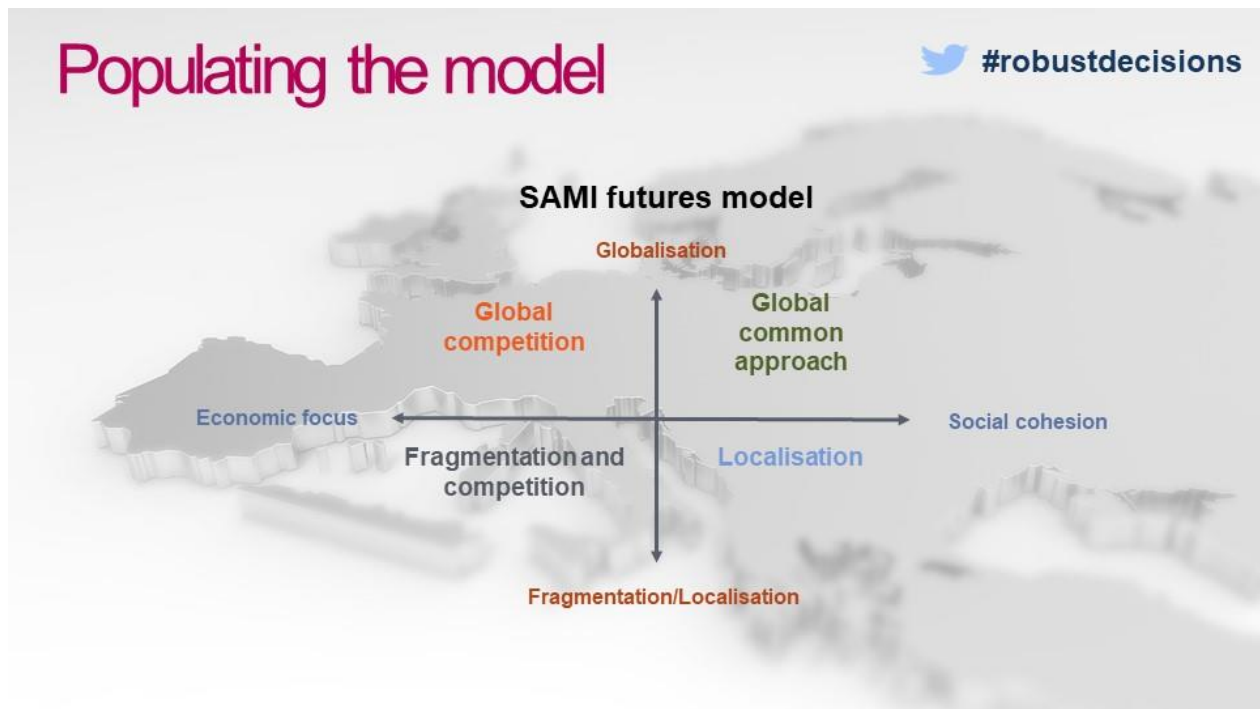 Populating the model
#robustdecisions
SAMI futures model
Globalisation
Global
competition
Global
common
approach
Economic focus
Social cohesion
Fragmentation and
competition
Localisation
Fragmentation/Localisation